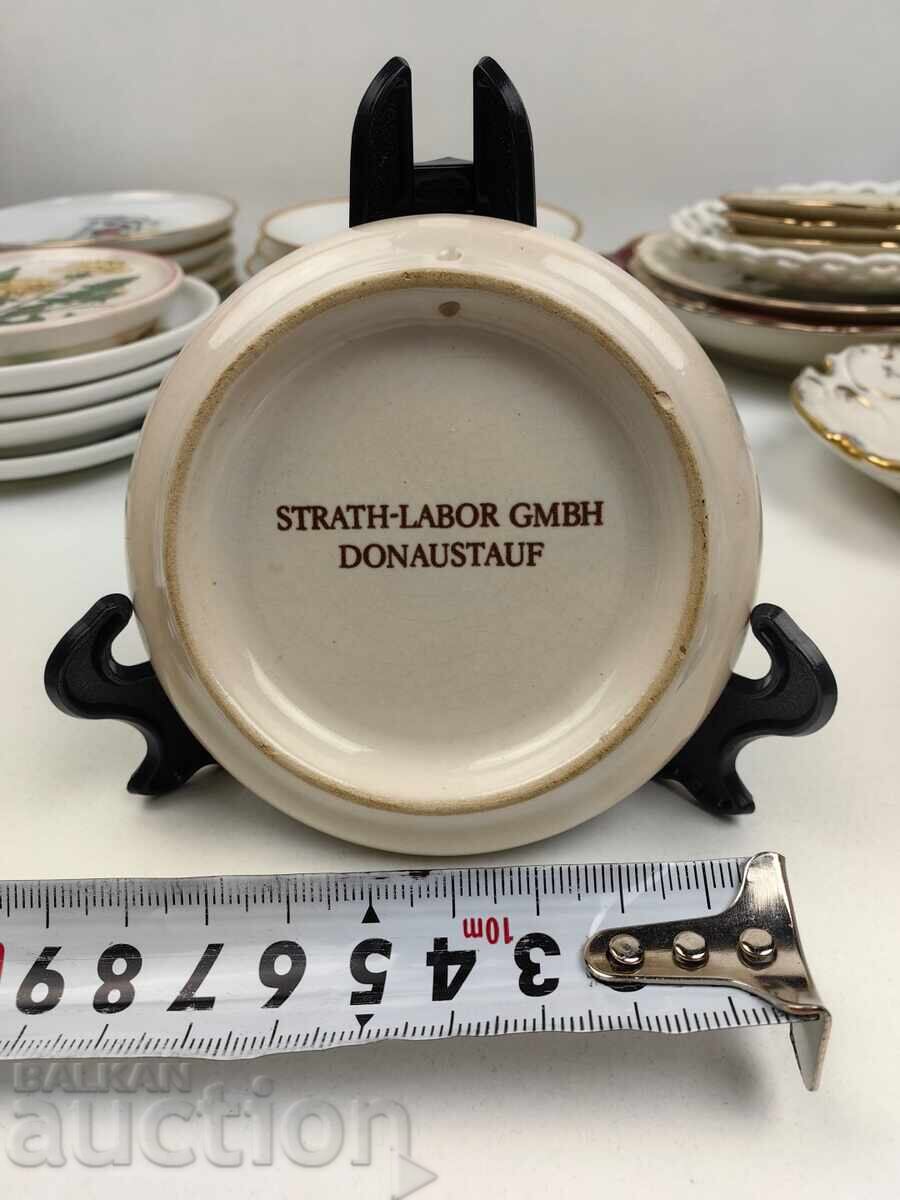 STRATH-LABOR GMBH
DONAUSTAUF
9 8 7 6 5 4 3
10m
BALKAN
auction